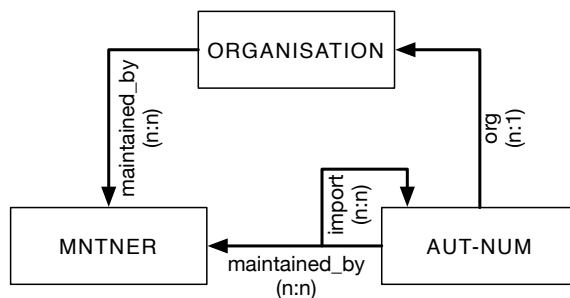 ORGANISATION
maintained_by
(n:n)
org
(n:1)
import
(n:n)
MNTNER
AUT-NUM
maintained_by
(n:n)